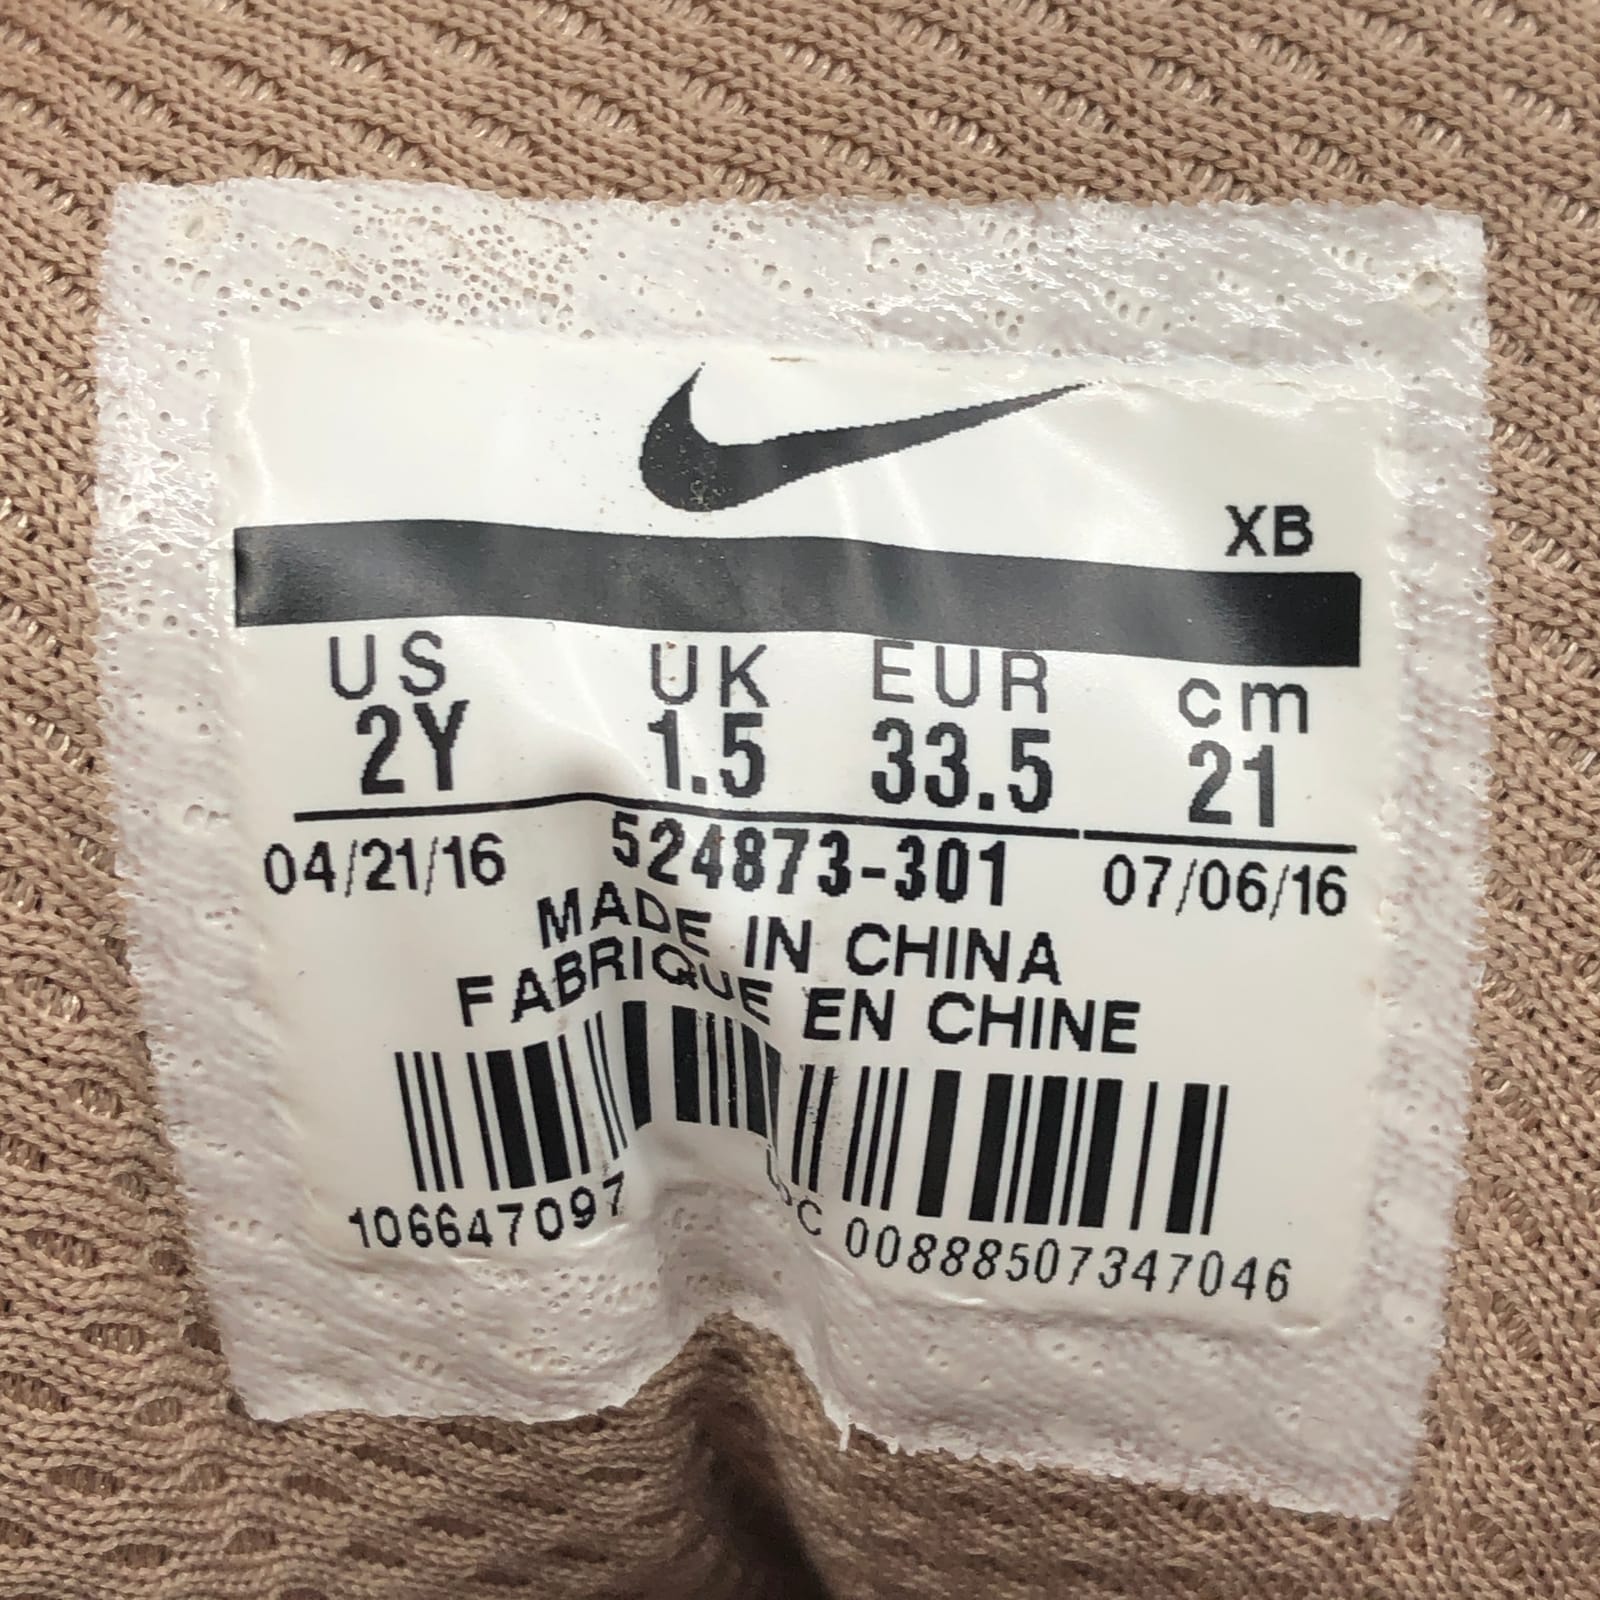 XB
US UK EUR cm
2Y 1.5 33.5 21
04/21/16 524873-301 07/06/16
MADE IN CHINA
FABRIQUE EN CHINE
1066647097 00888507347046